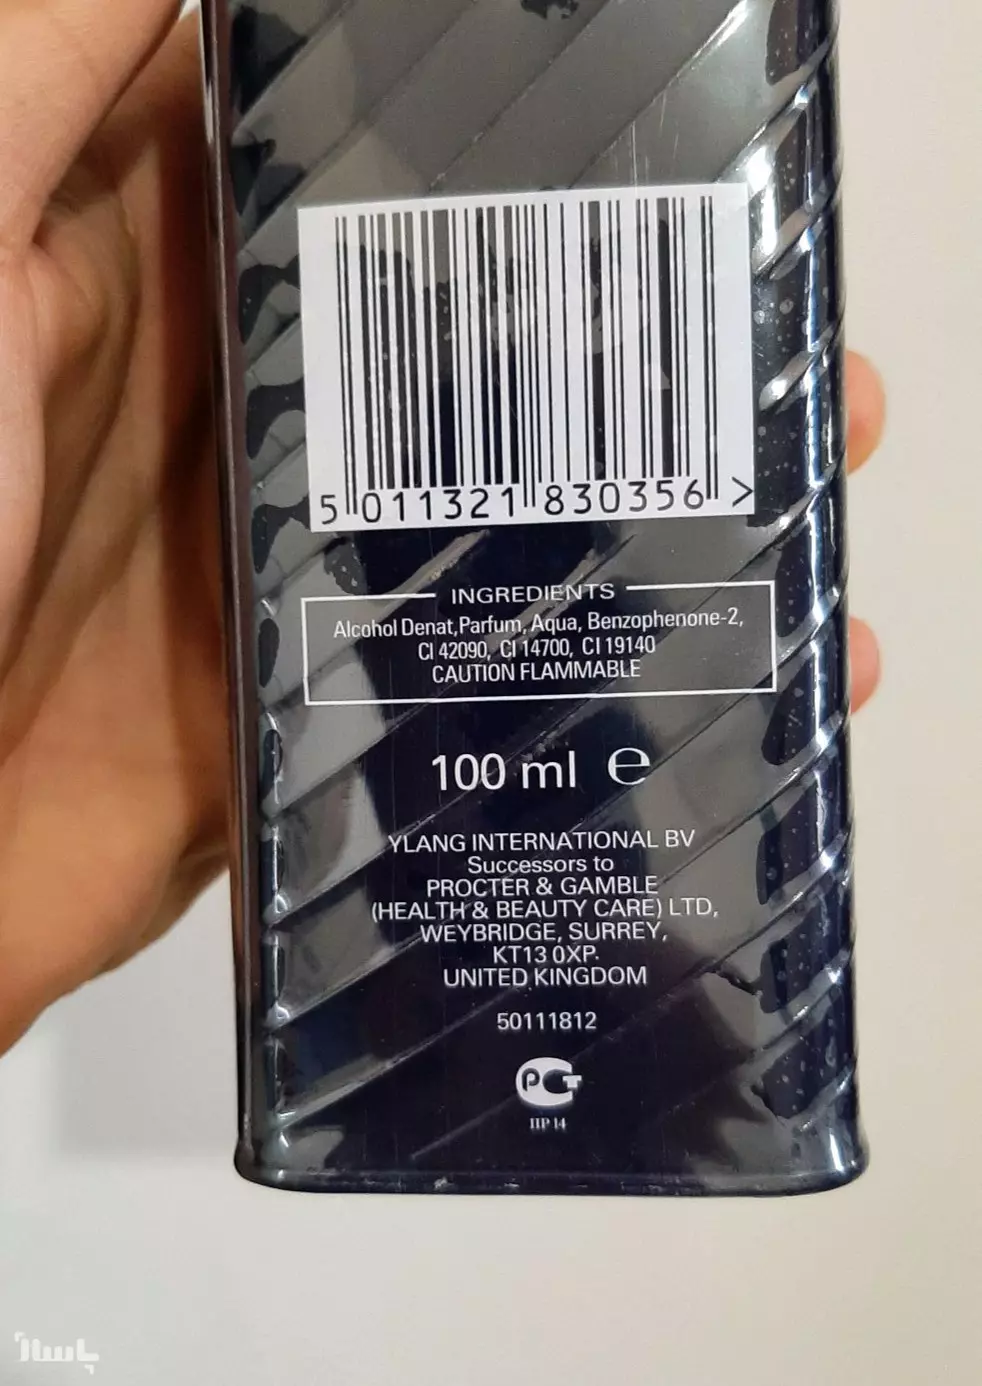 5 011321 830356 >
INGREDIENTS
Alcohol Denat, Parfum, Aqua, Benzophenone-2,
CI 42090, CI 14700, CI 19140
CAUTION FLAMMABLE
100 ml ℮
YLANG INTERNATIONAL BV
Successors to
PROCTER & GAMBLE
(HEALTH & BEAUTY CARE) LTD,
WEYBRIDGE, SURREY,
KT13 0XP.
UNITED KINGDOM
50111812
РСТ
ПР 14
باسلام